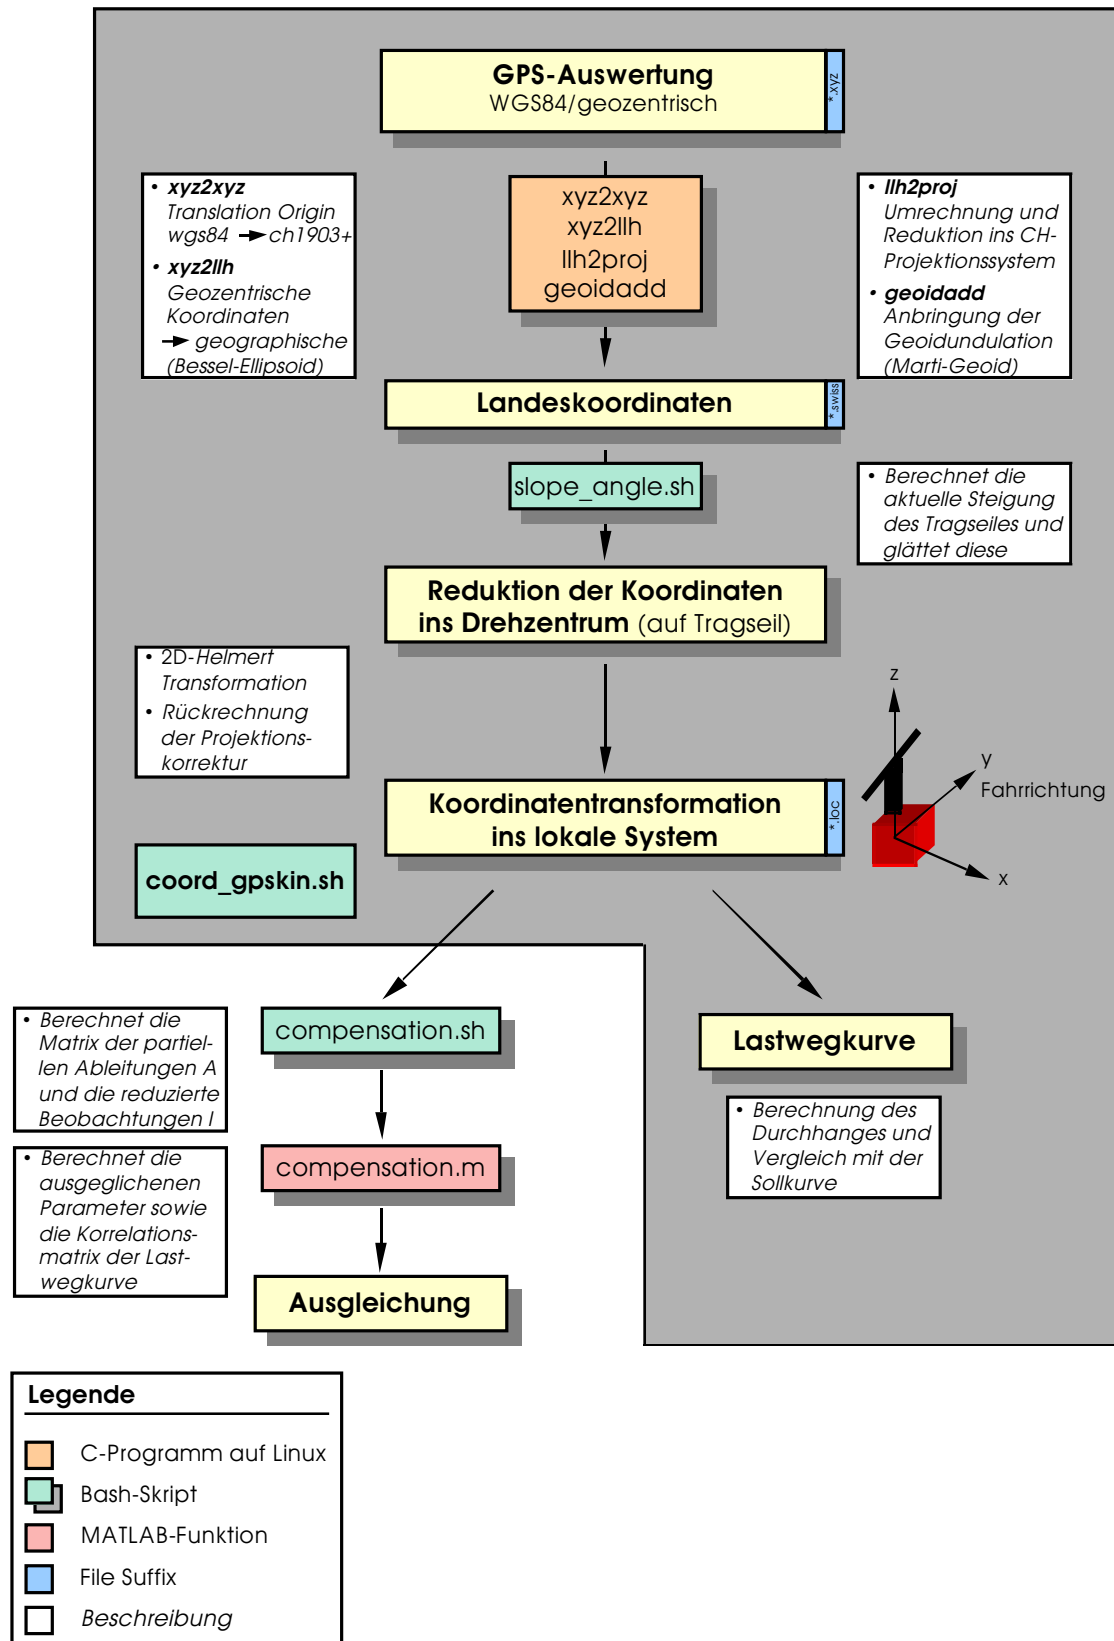 GPS-Auswertung
WGS84/geozentrisch
*.xyz
• xyz2xyz
Translation Origin
wgs84 → ch1903+
• xyz2llh
Geozentrische
Koordinaten
→ geographische
(Bessel-Ellipsoid)
xyz2xyz
xyz2llh
llh2proj
geoidadd
• llh2proj
Umrechnung und
Reduktion ins CH-
Projektionssystem
• geoidadd
Anbringung der
Geoidundulation
(Marti-Geoid)
Landeskoordinaten
*.swiss
slope_angle.sh
• Berechnet die
aktuelle Steigung
des Tragseiles und
glättet diese
Reduktion der Koordinaten
ins Drehzentrum (auf Tragseil)
• 2D-Helmert
Transformation
• Rückrechnung
der Projektions-
korrektur
z
y
Fahrrichtung
x
Koordinatentransformation
ins lokale System
*.loc
coord_gpskin.sh
• Berechnet die
Matrix der partiel-
len Ableitungen A
und die reduzierte
Beobachtungen l
compensation.sh
Lastwegkurve
• Berechnung des
Durchhanges und
Vergleich mit der
Sollkurve
• Berechnet die
ausgeglichenen
Parameter sowie
die Korrelations-
matrix der Last-
wegkurve
compensation.m
Ausgleichung
Legende
C-Programm auf Linux
Bash-Skript
MATLAB-Funktion
File Suffix
Beschreibung